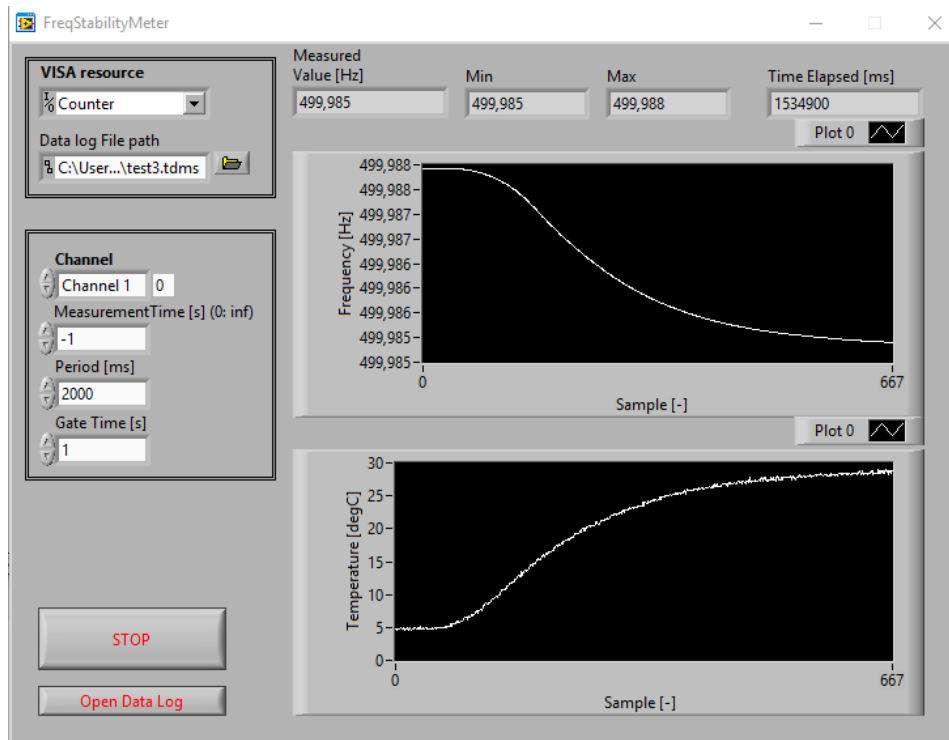 FreqStabilityMeter
VISA resource
Counter
Data log File path
C:\User...\test3.tdms
Channel
Channel 1 0
MeasurementTime [s] (0: inf)
-1
Period [ms]
2000
Gate Time [s]
1
STOP
Open Data Log
Measured
Value [Hz] Min Max Time Elapsed [ms]
499,985 499,985 499,988 1534900
Plot 0
499,988
499,988
499,987
499,987
499,986
499,986
499,986
499,985
499,985
Frequency [Hz]
0 667
Sample [-]
Plot 0
30
25
20
15
10
5
0
Temperature [degC]
0 667
Sample [-]